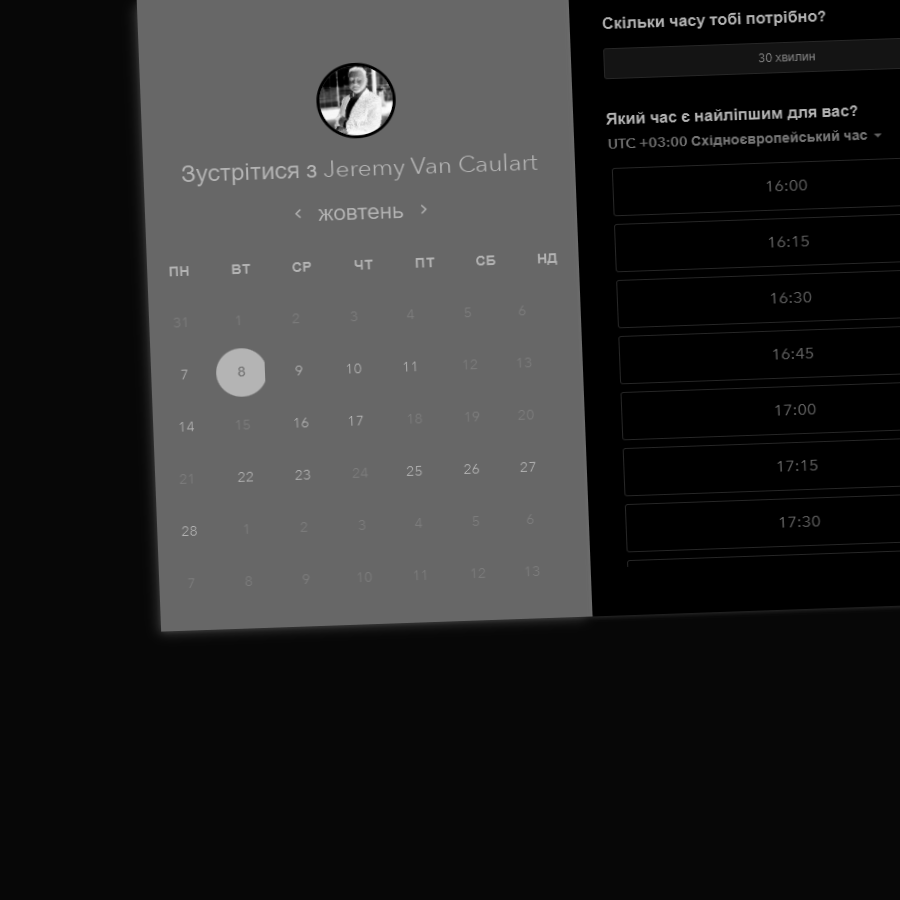 Зустрітися з Jeremy Van Caulart
жовтень
ПН ВТ СР ЧТ ПТ СБ НД
31 1 2 3 4 5 6
7 8 9 10 11 12 13
14 15 16 17 18 19 20
21 22 23 24 25 26 27
28 1 2 3 4 5 6
7 8 9 10 11 12 13
Скільки часу тобі потрібно?
30 хвилин
Який час є найліпшим для вас?
UTC +03:00 Східноєвропейський час
16:00
16:15
16:30
16:45
17:00
17:15
17:30